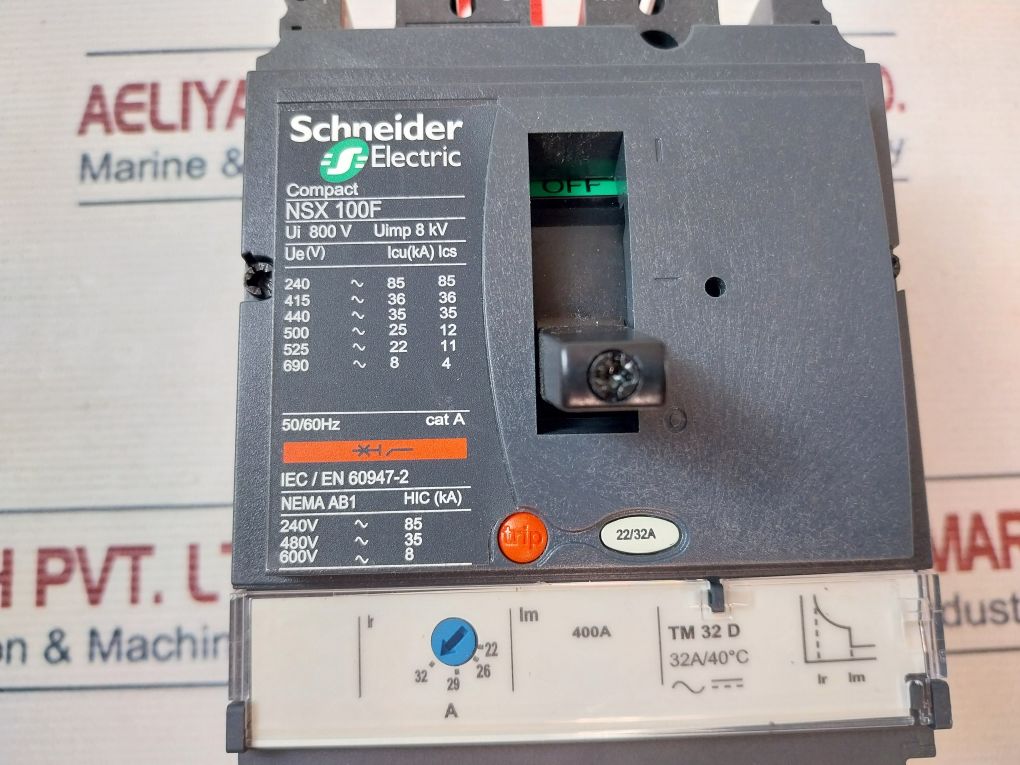 AELIYA
Marine &
Schneider
Electric
Compact
NSX 100F
Ui 800 V Uimp 8 kV
Ue(V) Icu(kA) Ics
240 ~ 85 85
415 ~ 36 36
440 ~ 35 35
500 ~ 25 12
525 ~ 22 11
690 ~ 8 4
50/60Hz cat A
IEC / EN 60947-2
NEMA AB1 HIC (kA)
240V ~ 85
480V ~ 35
600V ~ 8
OFF
I
O
trip
22/32A
H PVT. L
on & Machin
MAR
dust
Ir
32 29 26 22
A
Im
400A
TM 32 D
32A/40°C
Ir Im